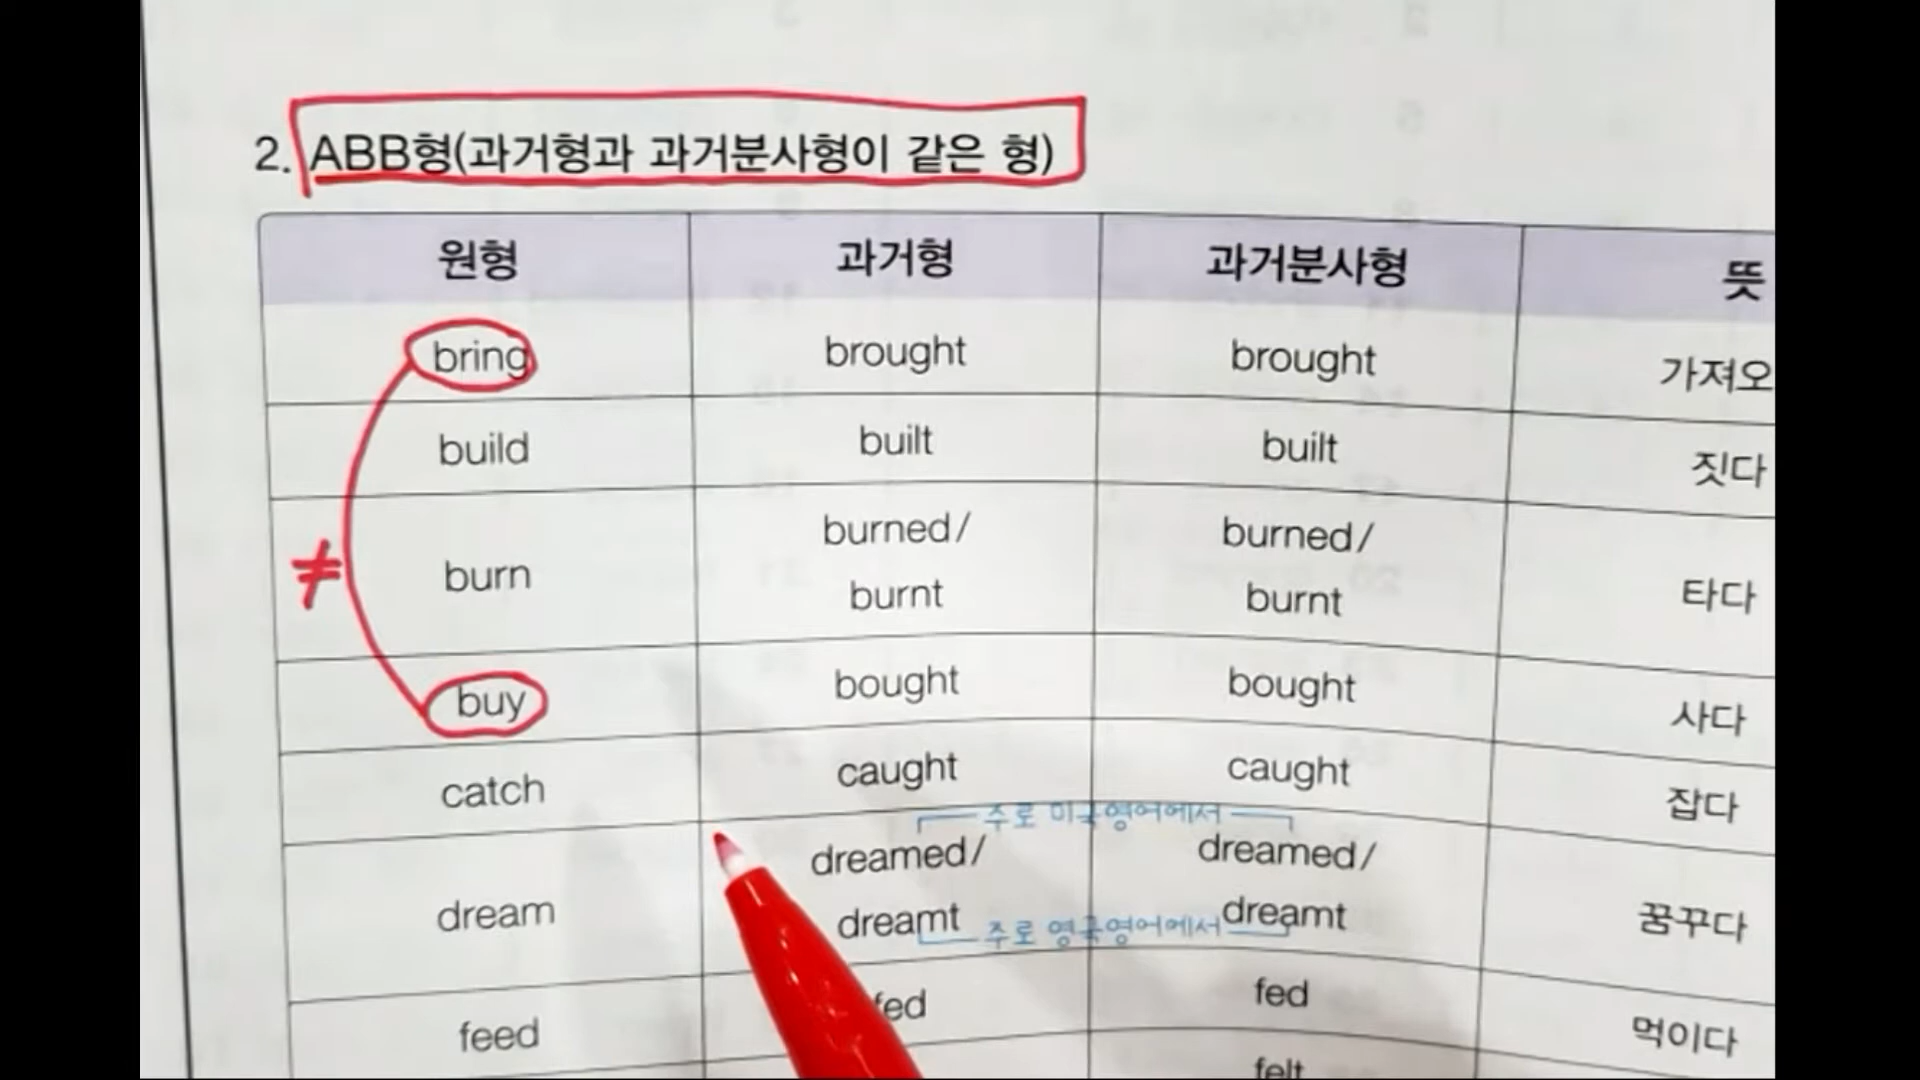 2. ABB형(과거형과 과거분사형이 같은 형)
원형 과거형 과거분사형 뜻
bring brought brought 가져오
build built built 짓다
burn burned/ burned/ 타다
burnt burnt
≠
buy bought bought 사다
catch caught caught 잡다
주로 미국영어에서
dream dreamed/ dreamed/ 꿈꾸다
dreamt dreamt
주로 영국영어에서
feed fed fed 먹이다
felt